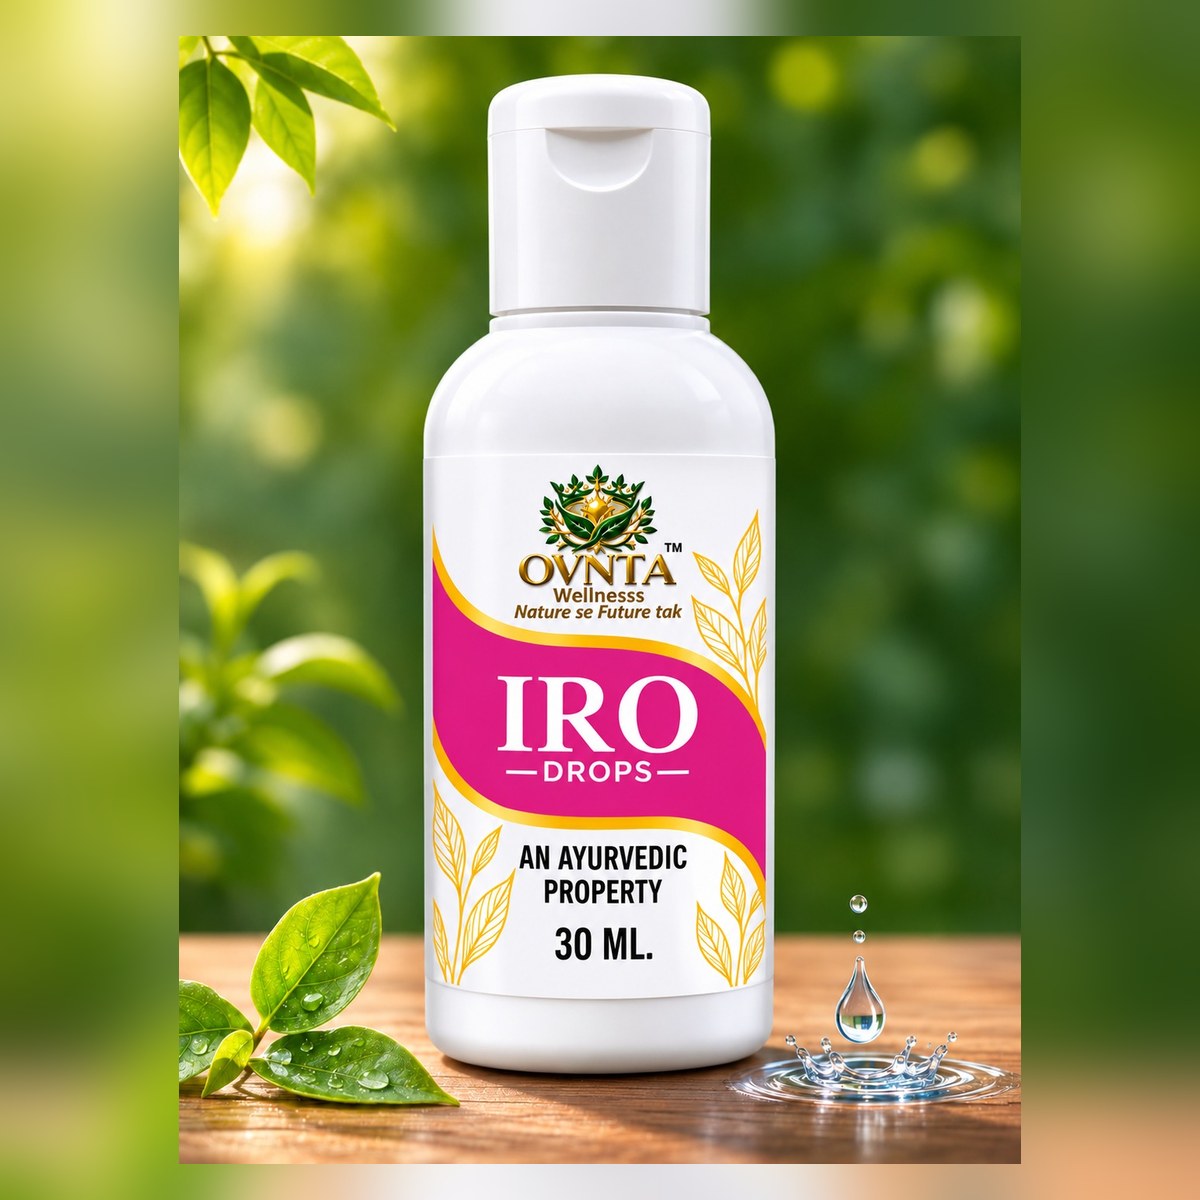 OVNTA™
Wellnesss
Nature se Future tak
IRO
—DROPS—
AN AYURVEDIC
PROPERTY
30 ML.